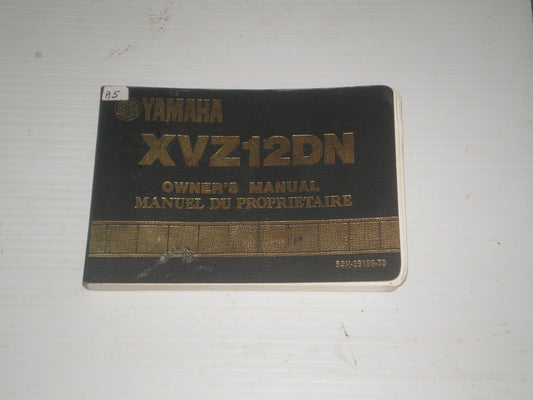 A5
YAMAHA
XVZ12DN
OWNER'S MANUAL
MANUEL DU PROPRIETAIRE